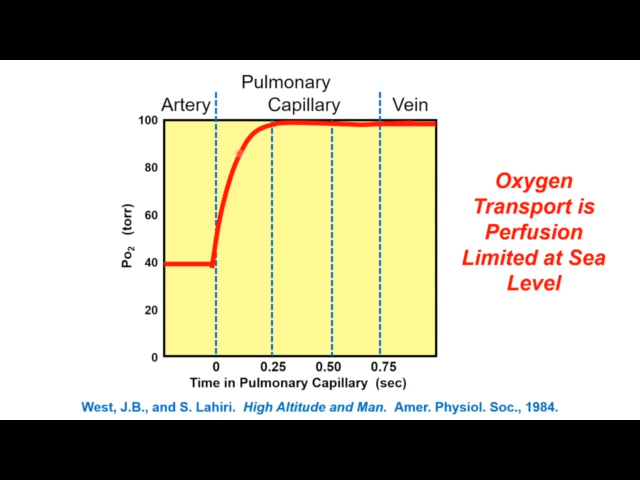 Pulmonary
Artery Capillary Vein
100
80
60
40
20
0
Po2 (torr)
0 0.25 0.50 0.75
Time in Pulmonary Capillary (sec)
Oxygen
Transport is
Perfusion
Limited at Sea
Level
West, J.B., and S. Lahiri. High Altitude and Man. Amer. Physiol. Soc., 1984.